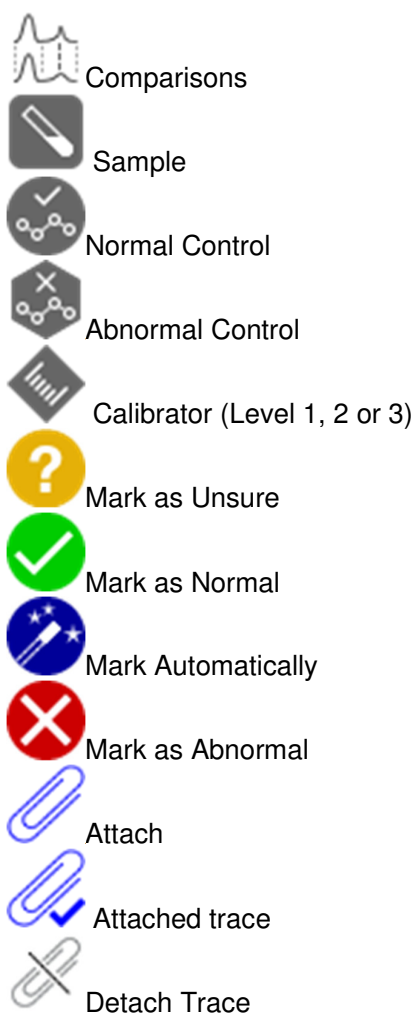 Comparisons
Sample
Normal Control
Abnormal Control
Calibrator (Level 1, 2 or 3)
? Mark as Unsure
Mark as Normal
Mark Automatically
Mark as Abnormal
Attach
Attached trace
Detach Trace